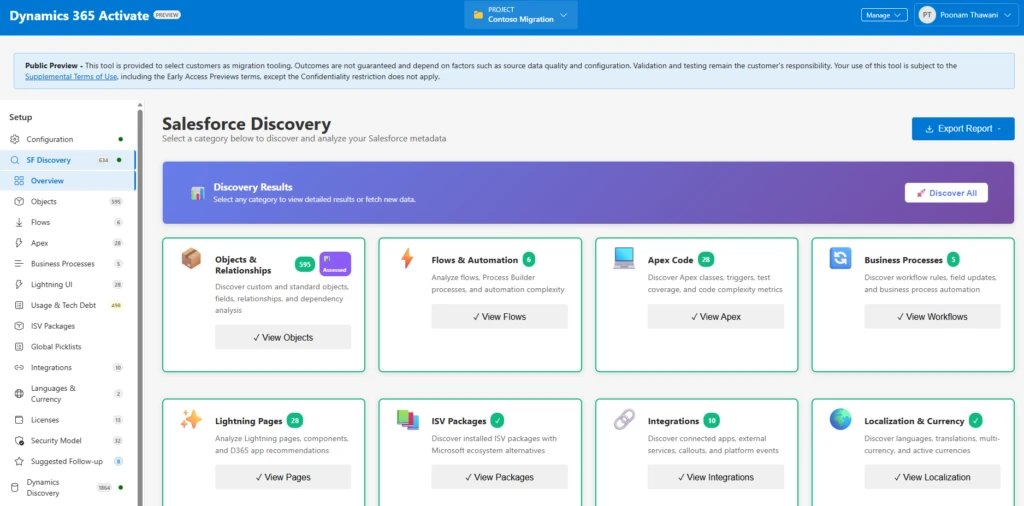 Dynamics 365 Activate PREVIEW
PROJECT
Contoso Migration
Manage
PT Poonam Thawani
Public Preview - This tool is provided to select customers as migration tooling. Outcomes are not guaranteed and depend on factors such as source data quality and configuration. Validation and testing remain the customer's responsibility. Your use of this tool is subject to the
Supplemental Terms of Use, including the Early Access Previews terms, except the Confidentiality restriction does not apply.
Setup
Configuration
SF Discovery 634
Overview
Objects 595
Flows 6
Apex 28
Business Processes 5
Lightning UI 28
Usage & Tech Debt 498
ISV Packages
Global Picklists
Integrations 10
Languages &
Currency 2
Licenses 13
Security Model 32
Suggested Follow-up 8
Dynamics
Discovery 1864
Salesforce Discovery
Select a category below to discover and analyze your Salesforce metadata
Export Report
Discovery Results
Select any category to view detailed results or fetch new data.
Discover All
Objects &
Relationships 595 Assessed
Discover custom and standard objects,
fields, relationships, and dependency
analysis
✓ View Objects
Flows & Automation 6
Analyze flows, Process Builder
processes, and automation complexity
✓ View Flows
Apex Code 28
Discover Apex classes, triggers, test
coverage, and code complexity metrics
✓ View Apex
Business Processes 5
Discover workflow rules, field updates,
and business process automation
✓ View Workflows
Lightning Pages 28
Analyze Lightning pages, components,
and D365 app recommendations
✓ View Pages
ISV Packages ✓
Discover installed ISV packages with
Microsoft ecosystem alternatives
✓ View Packages
Integrations 10
Discover connected apps, external
services, callouts, and platform events
✓ View Integrations
Localization & Currency ✓
Discover languages, translations, multi-
currency, and active currencies
✓ View Localization